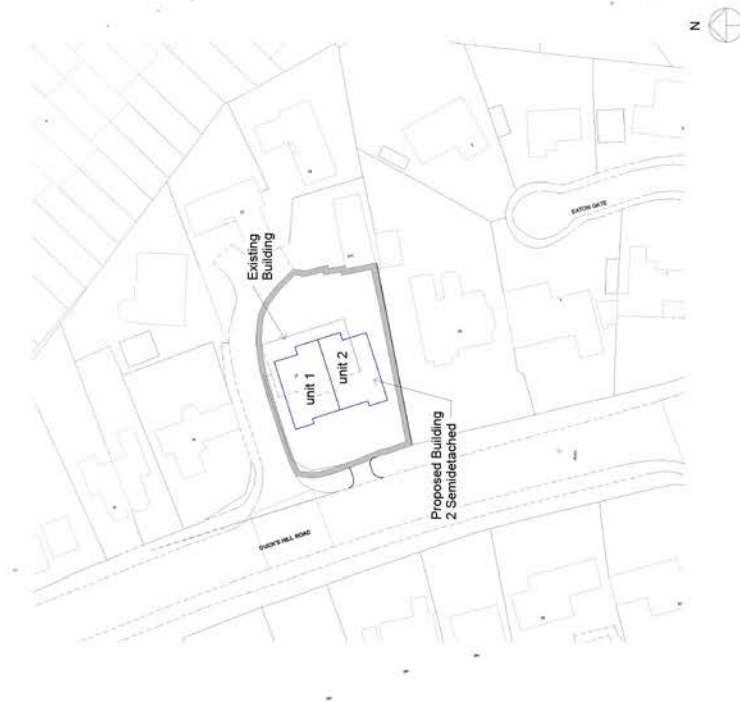 N
Existing
Building
unit 1
unit 2
EATON GATE
Proposed Building
2 Semidetached
DUCK'S HILL ROAD